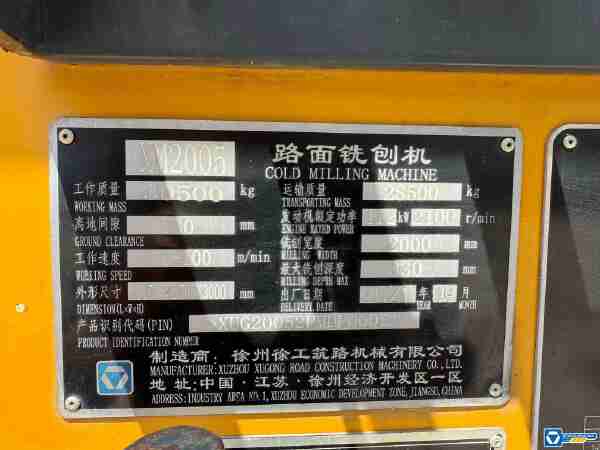 XM2005 路面铣刨机
COLD MILLING MACHINE
工作质量 kg 运输质量 28500 kg
WORKING MASS TRANSPORTING MASS
离地间隙 mm 发动机额定功率 kW r/min
GROUND CLEARANCE ENGINE RATED POWER
工作速度 m/min 铣刨宽度 2000 mm
WORKING SPEED MILLING WIDTH
外形尺寸 mm 最大铣刨深度 mm
DIMENSION(L×W×H) MILLING DEPTH MAX
出厂日期 年 月
DELIVERY DATE YEAR MONTH
产品识别代码(PIN)
PRODUCT IDENTIFICATION NUMBER
制造商: 徐州徐工筑路机械有限公司
MANUFACTURER: XUZHOU XUGONG ROAD CONSTRUCTION MACHINERY CO., LTD.
地 址: 中国·江苏·徐州经济开发区一区
ADDRESS: INDUSTRY AREA NO.1, XUZHOU ECONOMIC DEVELOPMENT ZONE, JIANGSU, CHINA